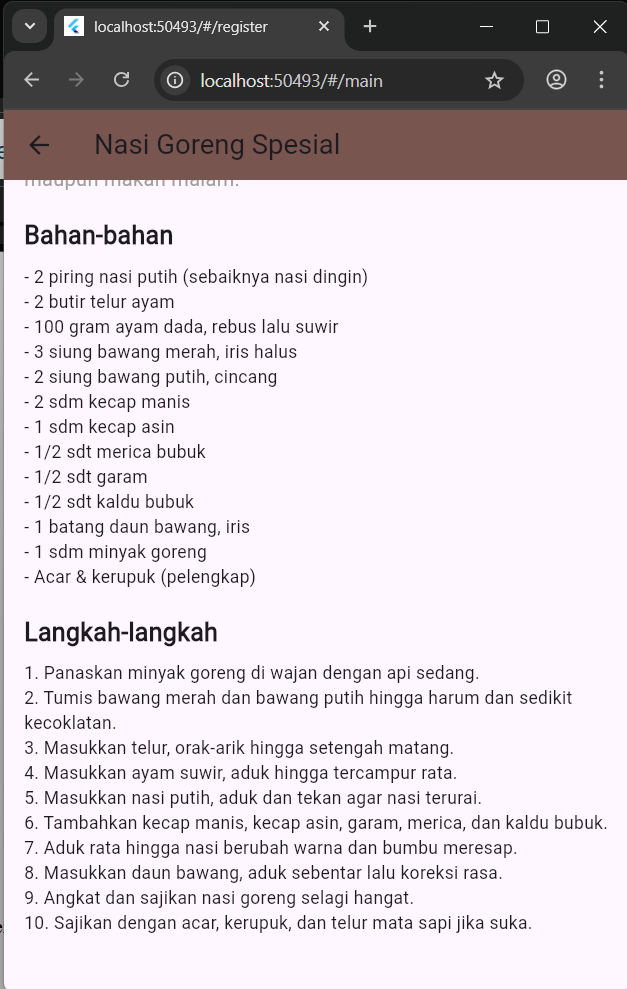 localhost:50493/#/register
localhost:50493/#/main
Nasi Goreng Spesial
maupun makan malam.
Bahan-bahan
- 2 piring nasi putih (sebaiknya nasi dingin)
- 2 butir telur ayam
- 100 gram ayam dada, rebus lalu suwir
- 3 siung bawang merah, iris halus
- 2 siung bawang putih, cincang
- 2 sdm kecap manis
- 1 sdm kecap asin
- 1/2 sdt merica bubuk
- 1/2 sdt garam
- 1/2 sdt kaldu bubuk
- 1 batang daun bawang, iris
- 1 sdm minyak goreng
- Acar & kerupuk (pelengkap)
Langkah-langkah
1. Panaskan minyak goreng di wajan dengan api sedang.
2. Tumis bawang merah dan bawang putih hingga harum dan sedikit
kecoklatan.
3. Masukkan telur, orak-arik hingga setengah matang.
4. Masukkan ayam suwir, aduk hingga tercampur rata.
5. Masukkan nasi putih, aduk dan tekan agar nasi terurai.
6. Tambahkan kecap manis, kecap asin, garam, merica, dan kaldu bubuk.
7. Aduk rata hingga nasi berubah warna dan bumbu meresap.
8. Masukkan daun bawang, aduk sebentar lalu koreksi rasa.
9. Angkat dan sajikan nasi goreng selagi hangat.
10. Sajikan dengan acar, kerupuk, dan telur mata sapi jika suka.